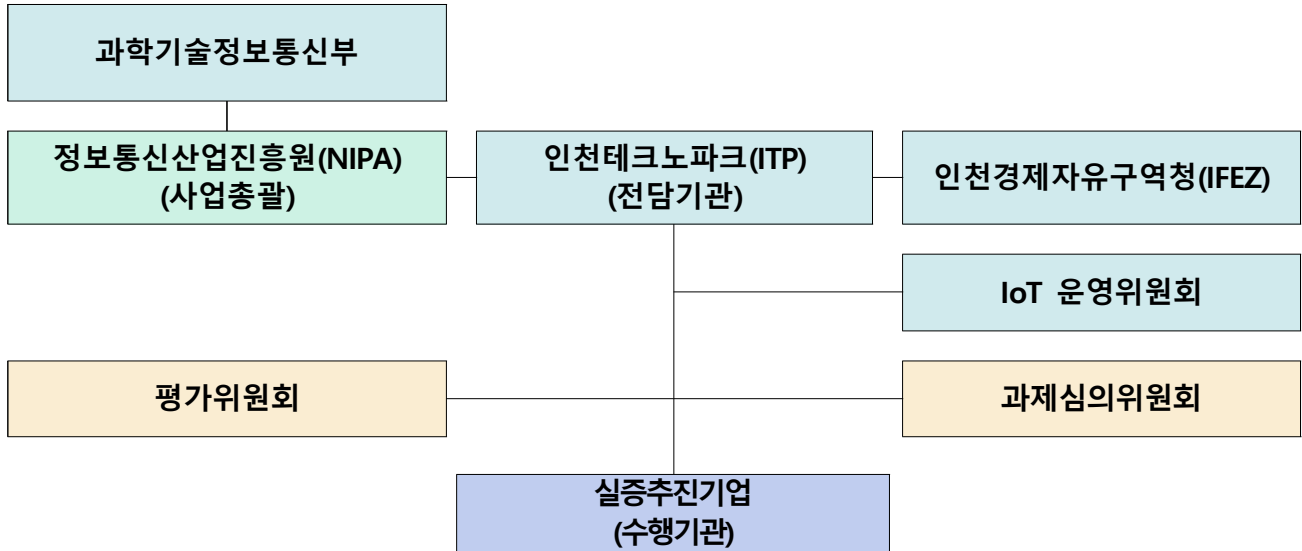 과학기술정보통신부
정보통신산업진흥원(NIPA)
(사업총괄)
인천테크노파크(ITP)
(전담기관)
인천경제자유구역청(IFEZ)
IoT 운영위원회
평가위원회
과제심의위원회
실증추진기업
(수행기관)